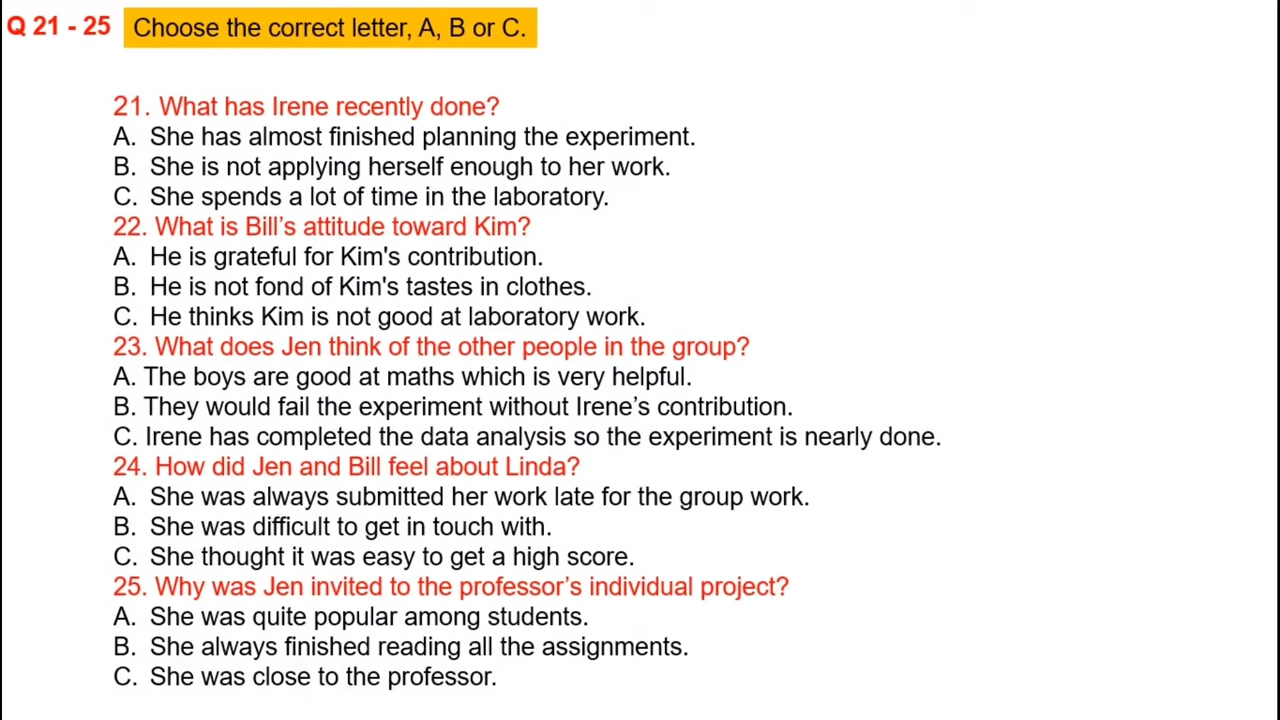 Q 21 - 25 Choose the correct letter, A, B or C.
21. What has Irene recently done?
A. She has almost finished planning the experiment.
B. She is not applying herself enough to her work.
C. She spends a lot of time in the laboratory.
22. What is Bill's attitude toward Kim?
A. He is grateful for Kim's contribution.
B. He is not fond of Kim's tastes in clothes.
C. He thinks Kim is not good at laboratory work.
23. What does Jen think of the other people in the group?
A. The boys are good at maths which is very helpful.
B. They would fail the experiment without Irene's contribution.
C. Irene has completed the data analysis so the experiment is nearly done.
24. How did Jen and Bill feel about Linda?
A. She was always submitted her work late for the group work.
B. She was difficult to get in touch with.
C. She thought it was easy to get a high score.
25. Why was Jen invited to the professor's individual project?
A. She was quite popular among students.
B. She always finished reading all the assignments.
C. She was close to the professor.